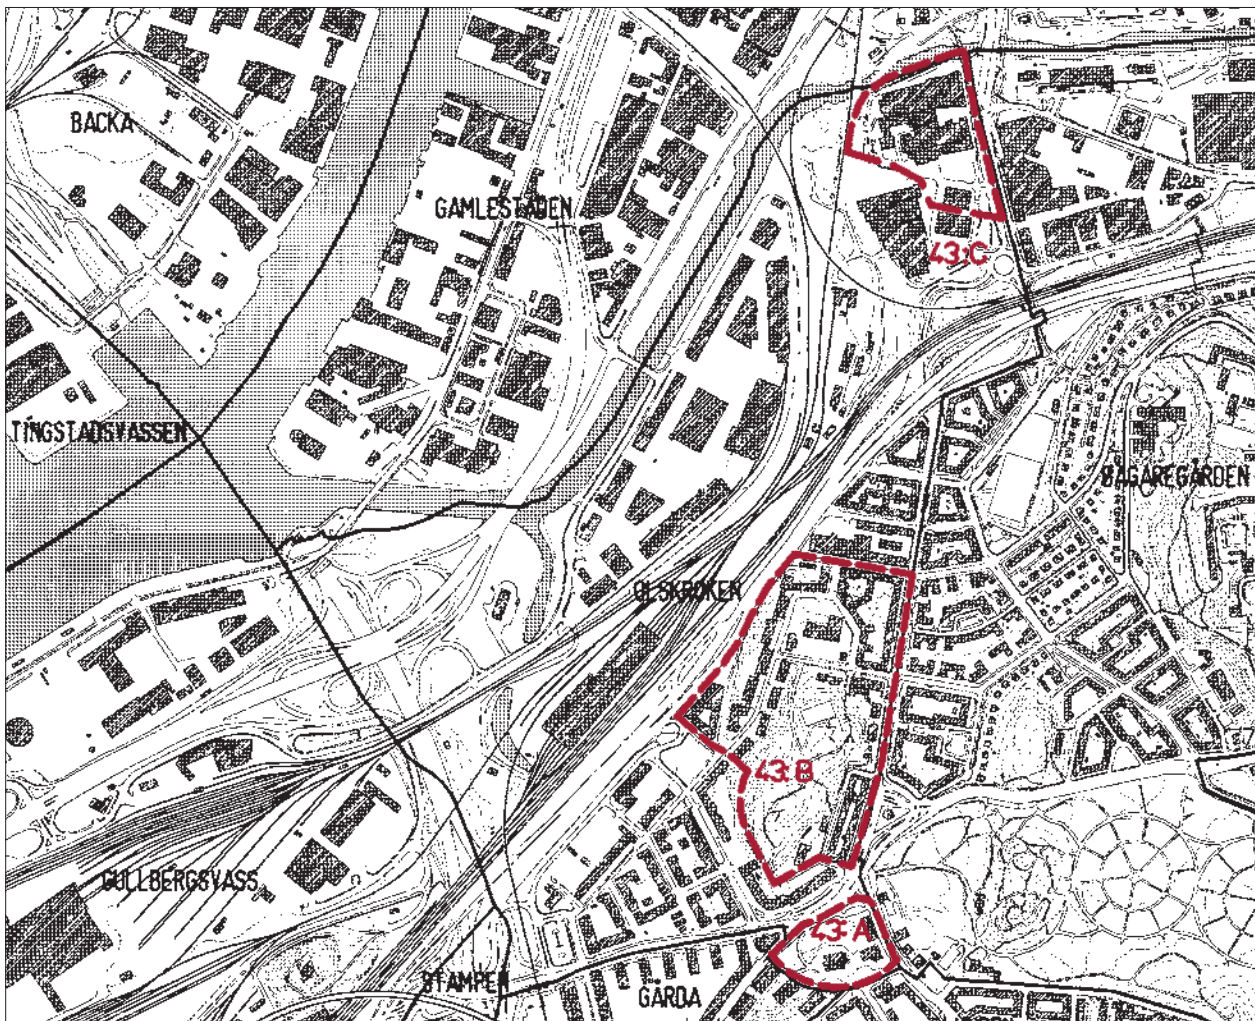 BACKA
GAMLESTADEN
43:C
TINGSTADSVASSEN
BAGAREGÅRDEN
OLSKROKEN
43:B
GULLBERGSVASS
43:A
STAMPEN
GÅRDA